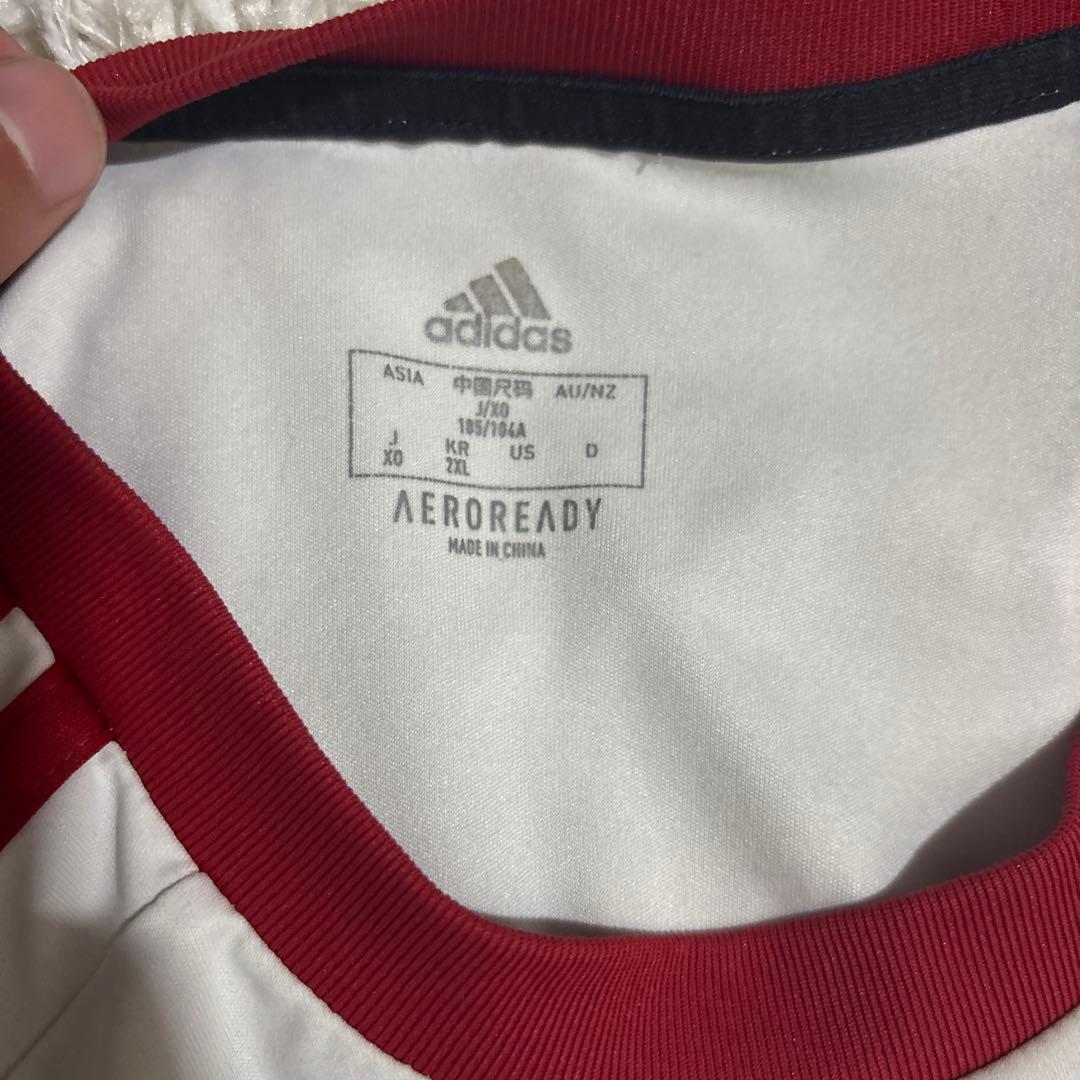 adidas
ASIA 中国尺码 AU/NZ
J/XO
185/104A
J KR US D
XO 2XL
AEROREADY
MADE IN CHINA